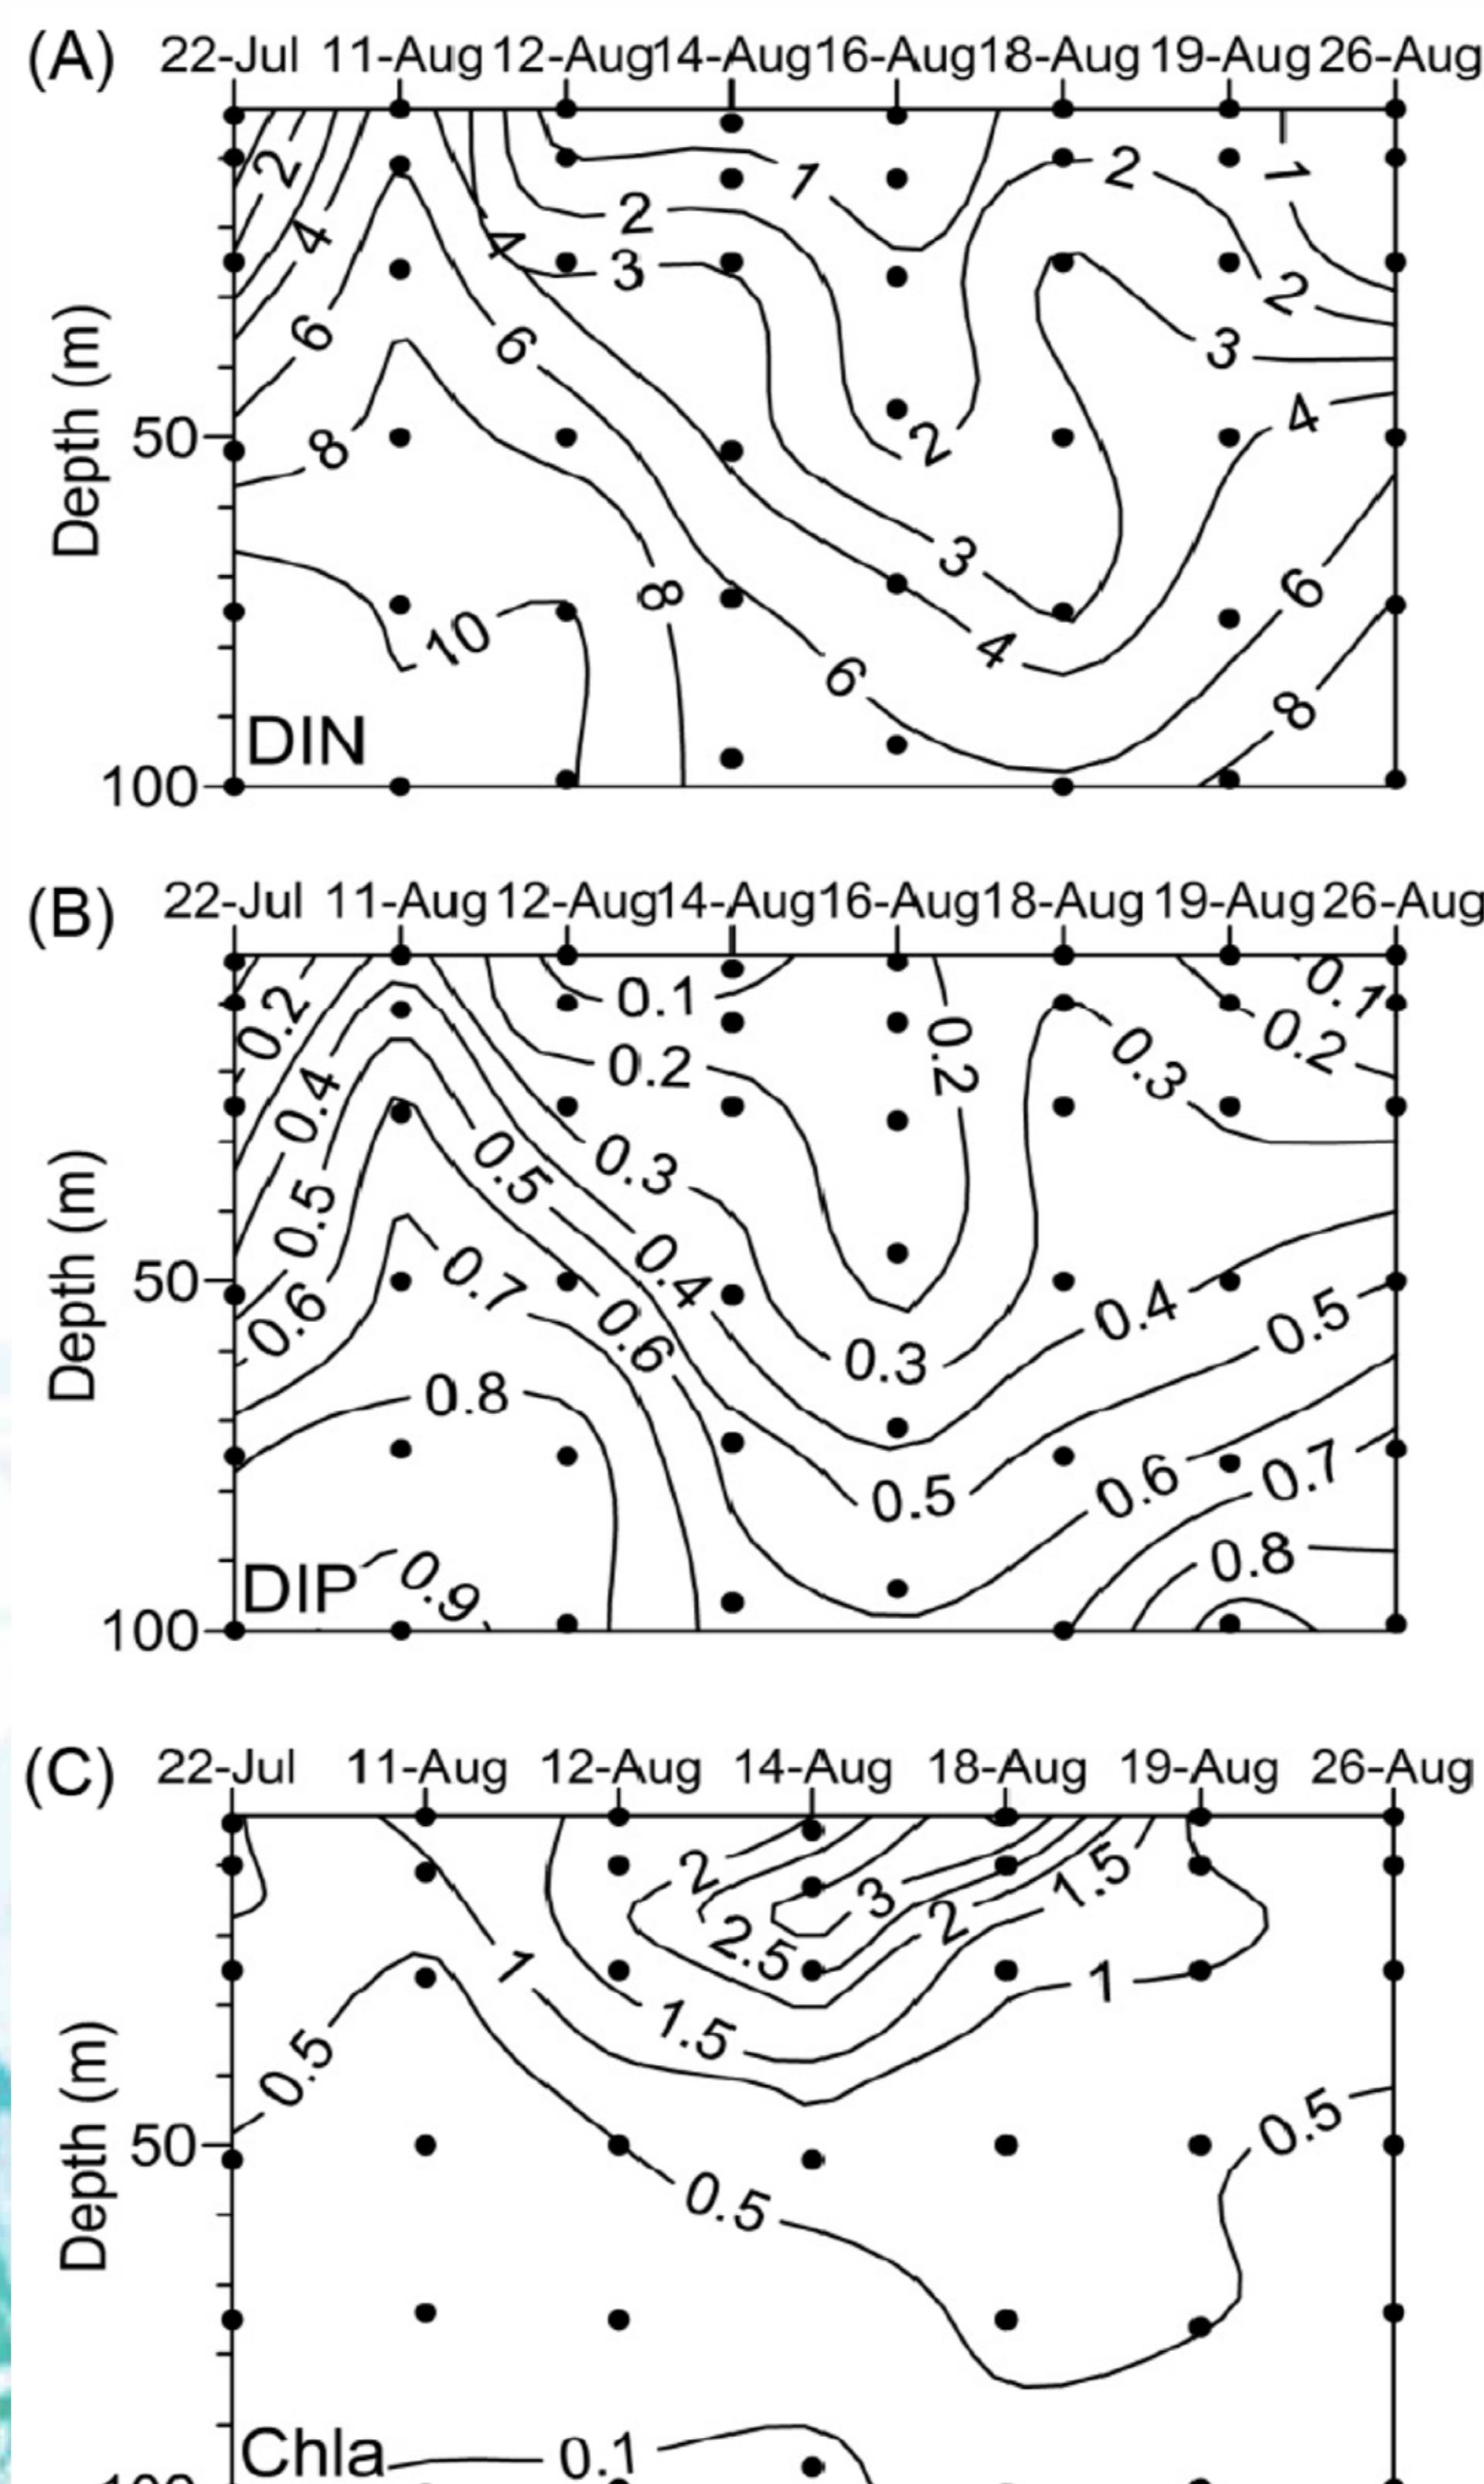 (A) 22-Jul 11-Aug 12-Aug 14-Aug 16-Aug 18-Aug 19-Aug 26-Aug
2 1 2 1
4 2
4 3 2
6 6 3
8 2 4
Depth (m)
50
3
8 6
10 4
6
8
DIN
100
(B) 22-Jul 11-Aug 12-Aug 14-Aug 16-Aug 18-Aug 19-Aug 26-Aug
0.1 0.1
0.2 0.2 0.2
0.2 0.3
0.4
0.5 0.3
0.5
Depth (m)
50
0.7 0.4
0.6 0.6 0.4 0.5
0.3
0.8
0.5 0.6 0.7
0.8
DIP 0.9
100
(C) 22-Jul 11-Aug 12-Aug 14-Aug 18-Aug 19-Aug 26-Aug
2 3 1.5
2.5 2
1 1
1.5
0.5
Depth (m)
50
0.5
0.5
Chla 0.1